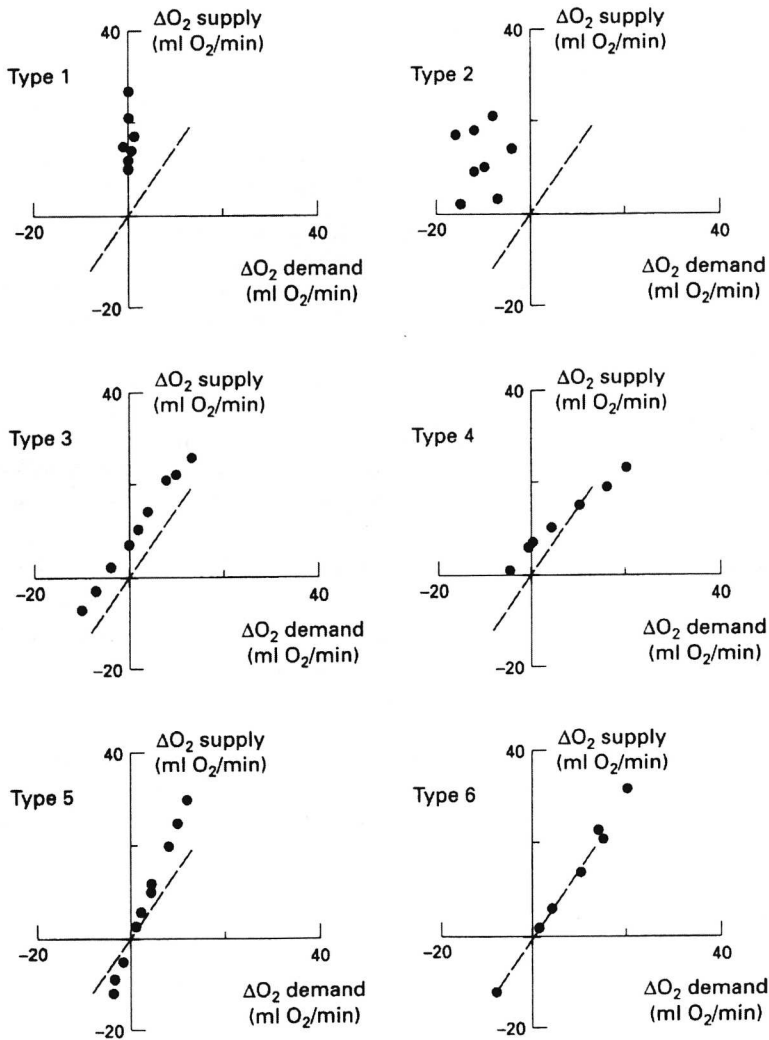 ΔO₂ supply
(ml O₂/min)
40
Type 1
-20
40
ΔO₂ demand
(ml O₂/min)
-20
ΔO₂ supply
(ml O₂/min)
40
Type 2
-20
40
ΔO₂ demand
(ml O₂/min)
-20
ΔO₂ supply
(ml O₂/min)
40
Type 3
-20
40
ΔO₂ demand
(ml O₂/min)
-20
ΔO₂ supply
(ml O₂/min)
40
Type 4
-20
40
ΔO₂ demand
(ml O₂/min)
-20
ΔO₂ supply
(ml O₂/min)
40
Type 5
-20
40
ΔO₂ demand
(ml O₂/min)
-20
ΔO₂ supply
(ml O₂/min)
40
Type 6
-20
40
ΔO₂ demand
(ml O₂/min)
-20